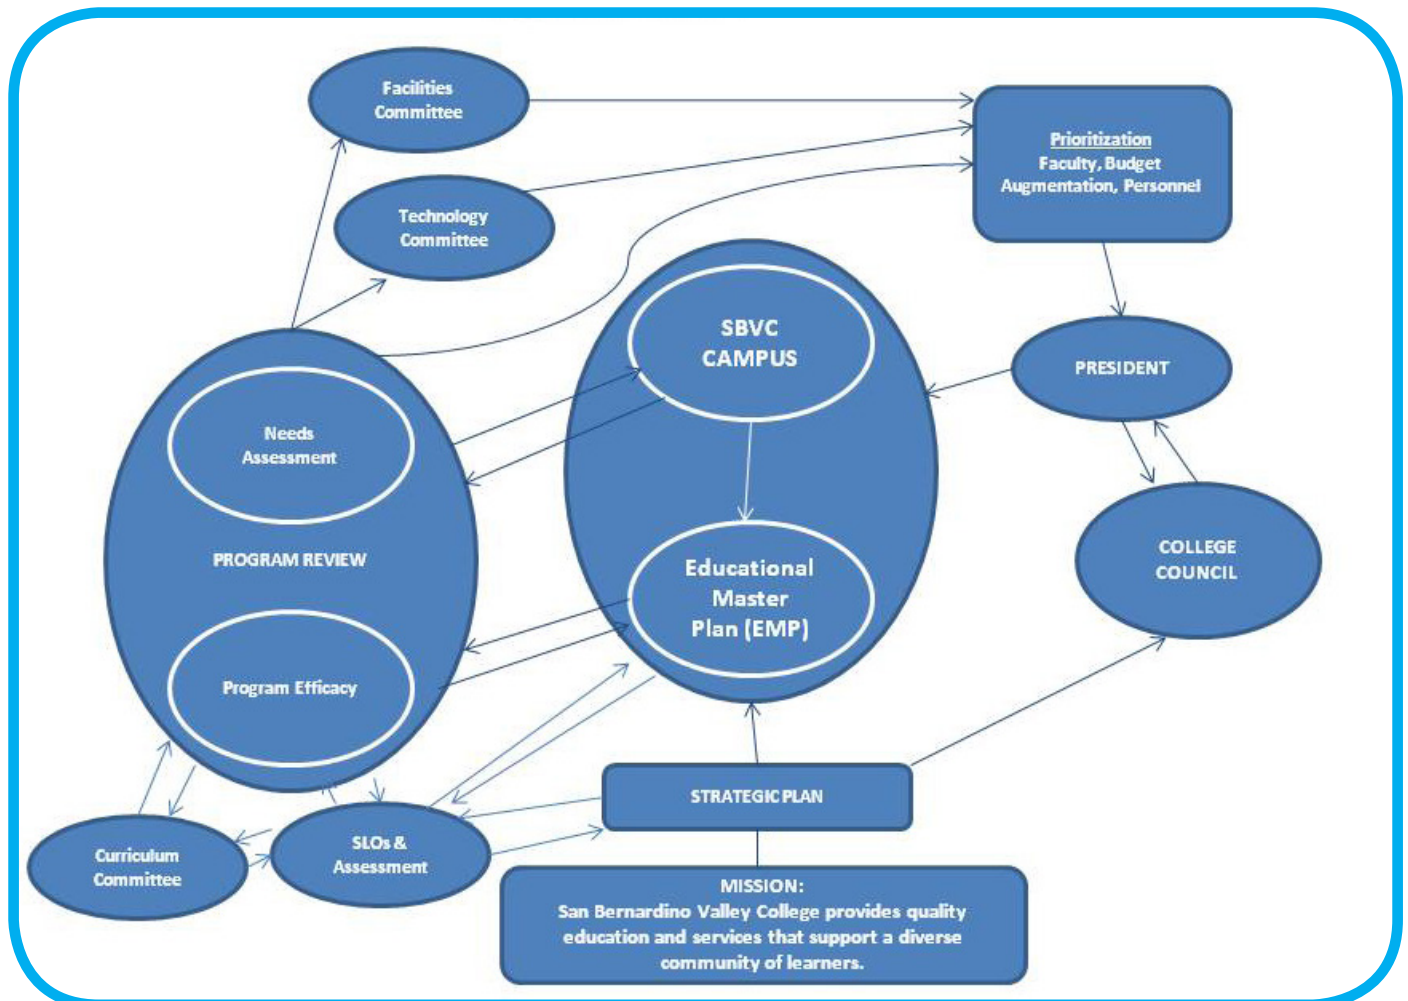 Facilities
Committee
Prioritization
Faculty, Budget
Augmentation, Personnel
Technology
Committee
SBVC
CAMPUS
PRESIDENT
Needs
Assessment
PROGRAM REVIEW
COLLEGE
COUNCIL
Educational
Master
Plan (EMP)
Program Efficacy
STRATEGIC PLAN
Curriculum
Committee
SLOs &
Assessment
MISSION:
San Bernardino Valley College provides quality
education and services that support a diverse
community of learners.